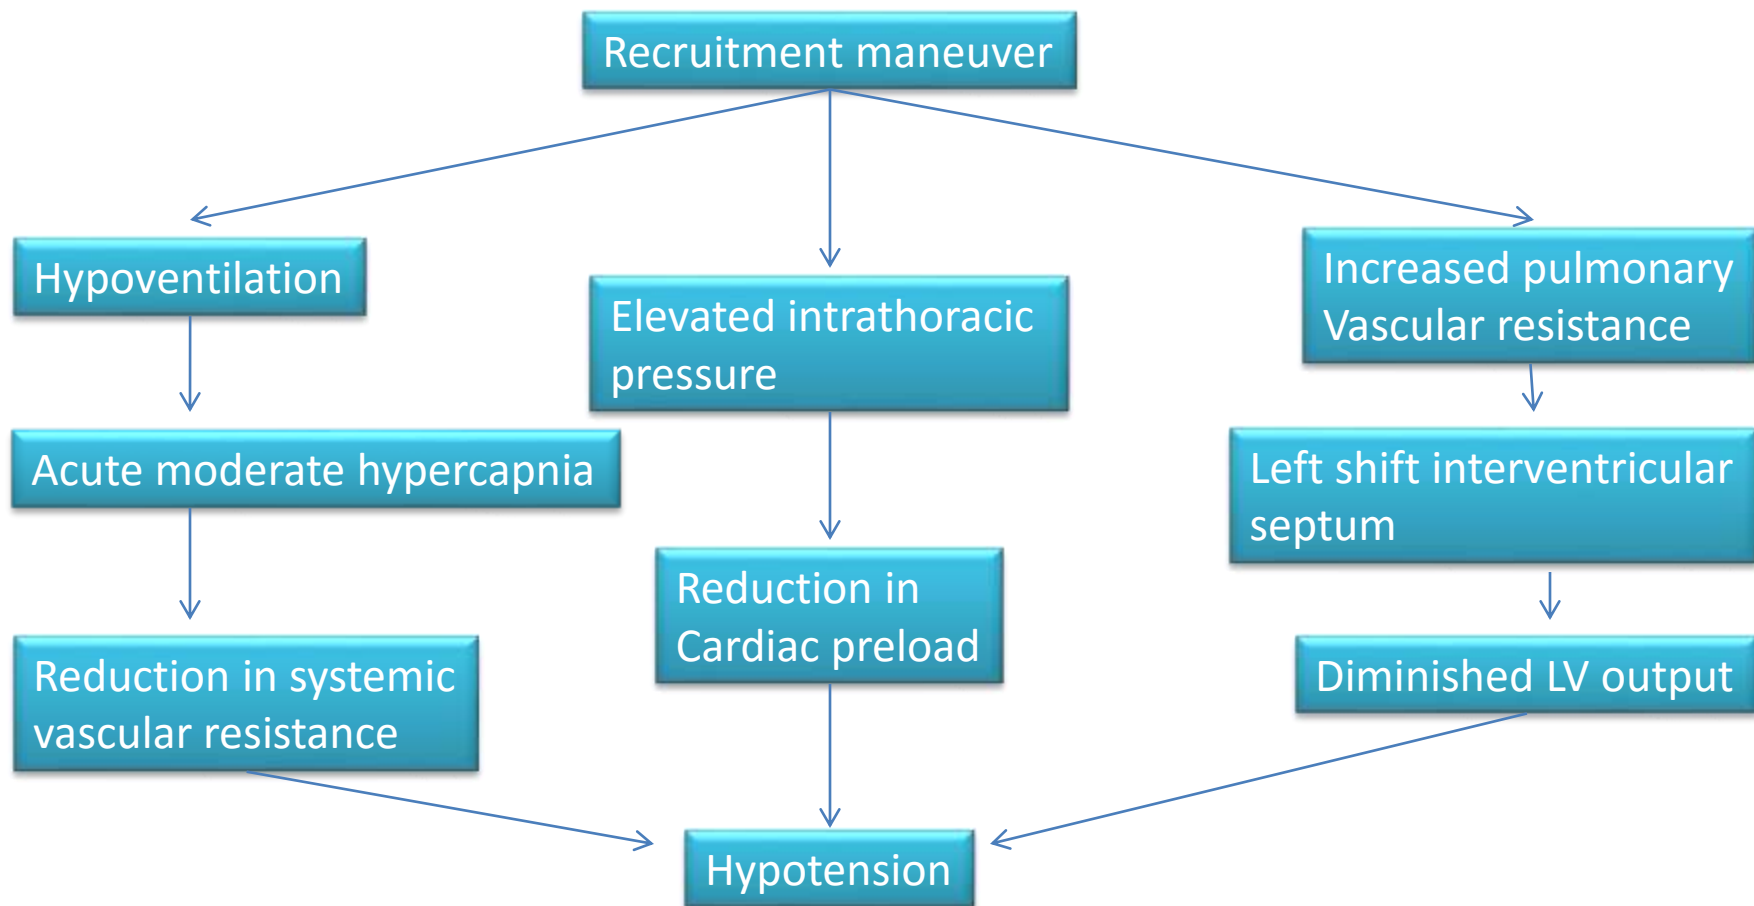 Recruitment maneuver
Hypoventilation
Elevated intrathoracic
pressure
Increased pulmonary
Vascular resistance
Acute moderate hypercapnia
Left shift interventricular
septum
Reduction in
Cardiac preload
Reduction in systemic
vascular resistance
Diminished LV output
Hypotension